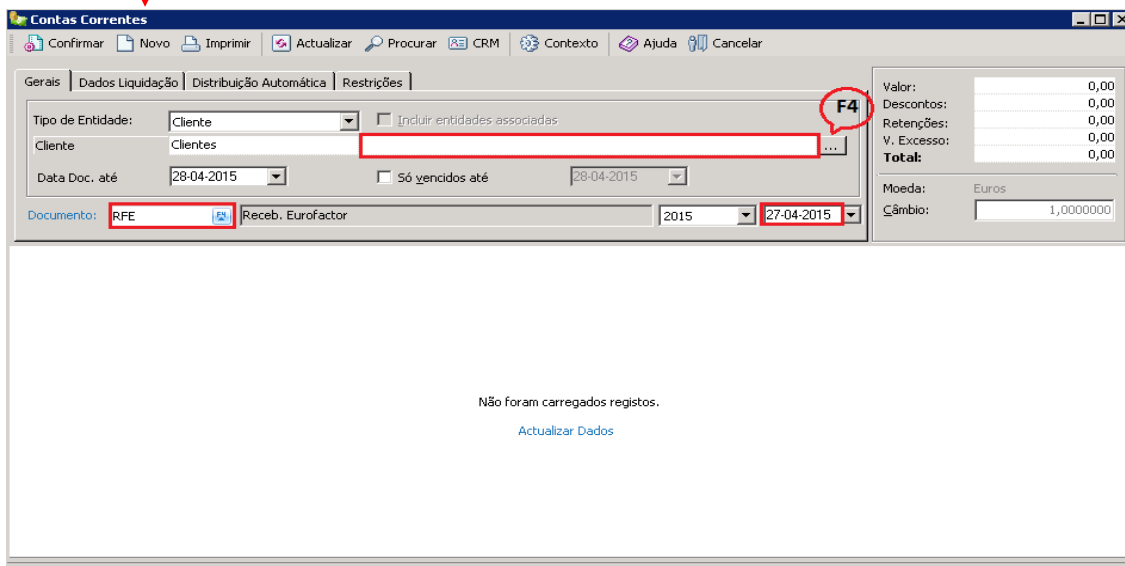 Contas Correntes
Confirmar Novo Imprimir Actualizar Procurar CRM Contexto Ajuda Cancelar
Gerais Dados Liquidação Distribuição Automática Restrições
F4
Tipo de Entidade: Cliente Incluir entidades associadas
Cliente Clientes ...
Data Doc. até 28-04-2015 Só vencidos até 28-04-2015
Documento: RFE F4 Receb. Eurofactor 2015 27-04-2015
Valor: 0,00
Descontos: 0,00
Retenções: 0,00
V. Excesso: 0,00
Total: 0,00
Moeda: Euros
Câmbio: 1,0000000
Não foram carregados registos.
Actualizar Dados